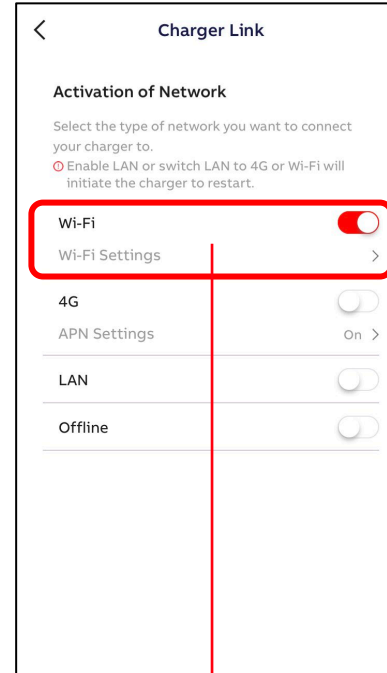 Charger Link
Activation of Network
Select the type of network you want to connect
your charger to.
Enable LAN or switch LAN to 4G or Wi-Fi will
initiate the charger to restart.
Wi-Fi
Wi-Fi Settings
4G
APN Settings On
LAN
Offline